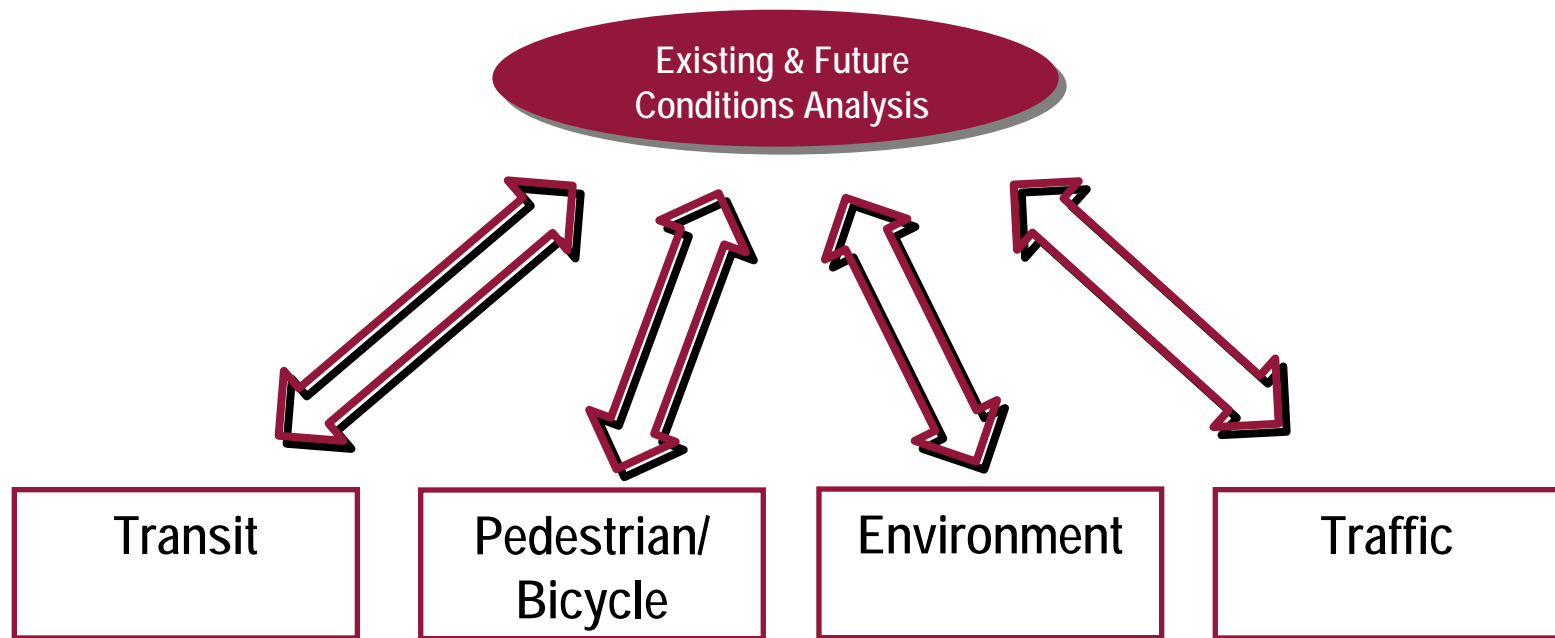 Existing & Future
Conditions Analysis
Transit
Pedestrian/
Bicycle
Environment
Traffic